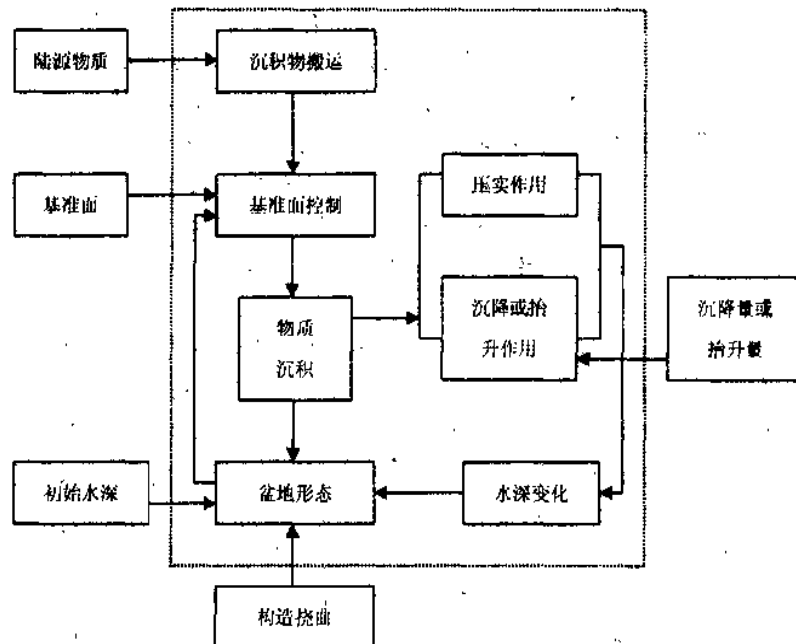 陆源物质
沉积物搬运
基准面
基准面控制
压实作用
物质
沉积
沉降或抬
升作用
沉降量或
抬升量
初始水深
盆地形态
水深变化
构造挠曲